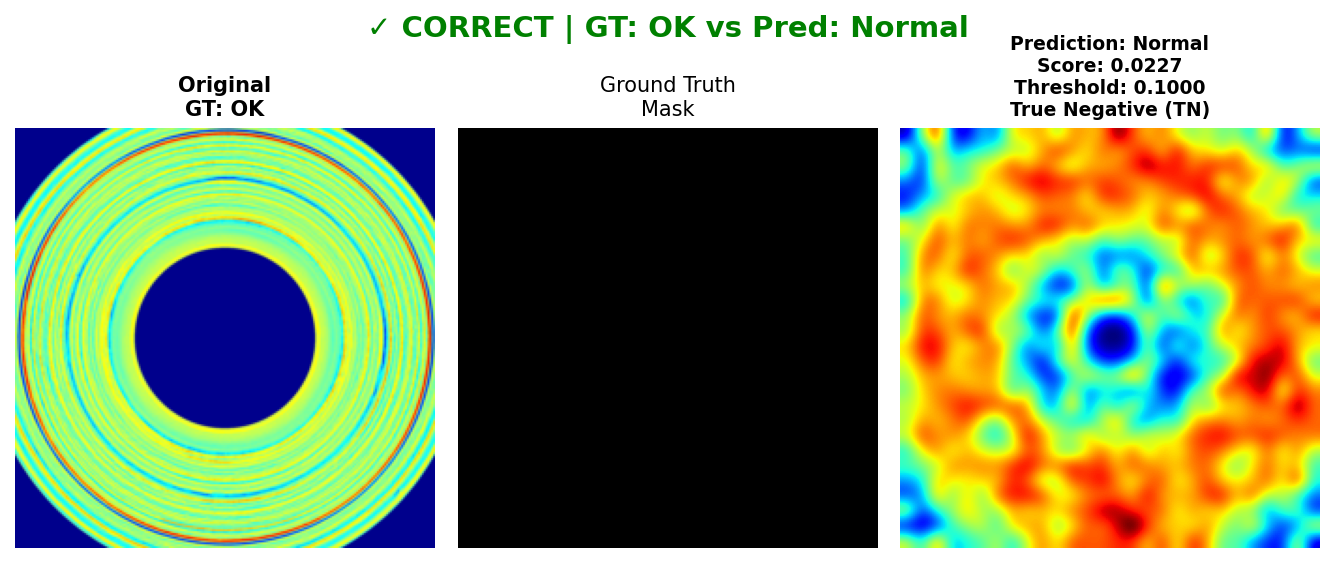 ✓ CORRECT | GT: OK vs Pred: Normal
Original
GT: OK
Ground Truth
Mask
Prediction: Normal
Score: 0.0227
Threshold: 0.1000
True Negative (TN)